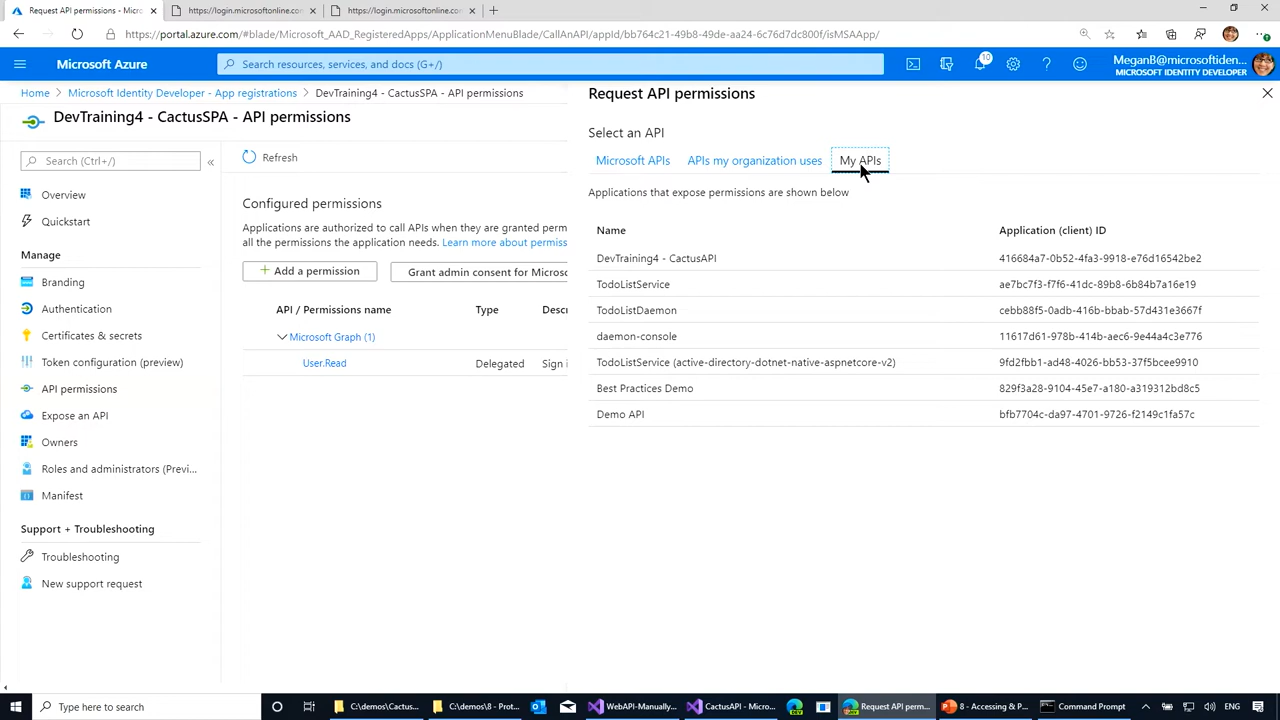 Request API permissions - Micros
https://login.microsoftonline.com
https://login.microsoftonline.com
https://portal.azure.com/#blade/Microsoft_AAD_RegisteredApps/ApplicationMenuBlade/CallAnAPI/appId/bb764c21-49b8-49de-aa24-6c76d7dc800f/isMSAApp/
Microsoft Azure
Search resources, services, and docs (G+/)
10
MeganB@microsoftiden...
MICROSOFT IDENTITY DEVELOPER
Home > Microsoft Identity Developer - App registrations > DevTraining4 - CactusSPA - API permissions
DevTraining4 - CactusSPA - API permissions
Search (Ctrl+/)
Overview
Quickstart
Manage
Branding
Authentication
Certificates & secrets
Token configuration (preview)
API permissions
Expose an API
Owners
Roles and administrators (Previ...
Manifest
Support + Troubleshooting
Troubleshooting
New support request
Refresh
Configured permissions
Applications are authorized to call APIs when they are granted perm
all the permissions the application needs. Learn more about permiss
Add a permission
Grant admin consent for Microso
API / Permissions name Type Descr
Microsoft Graph (1)
User.Read Delegated Sign i
Request API permissions
Select an API
Microsoft APIs APIs my organization uses My APIs
Applications that expose permissions are shown below
Name Application (client) ID
DevTraining4 - CactusAPI 416684a7-0b52-4fa3-9918-e76d16542be2
TodoListService ae7bc7f3-f7f6-41dc-89b8-6b84b7a16e19
TodoListDaemon cebb88f5-0adb-416b-bbab-57d431e3667f
daemon-console 11617d61-978b-414b-aec6-9e44a4c3e776
TodoListService (active-directory-dotnet-native-aspnetcore-v2) 9fd2fbb1-ad48-4026-bb53-37f5bcee9910
Best Practices Demo 829f3a28-9104-45e7-a180-a319312bd8c5
Demo API bfb7704c-da97-4701-9726-f2149c1fa57c
Type here to search
C:\demos\Cactus...
C:\demos\8 - Prot...
WebAPI-Manually...
CactusAPI - Micro...
Request API perm...
8 - Accessing & P...
Command Prompt
ENG